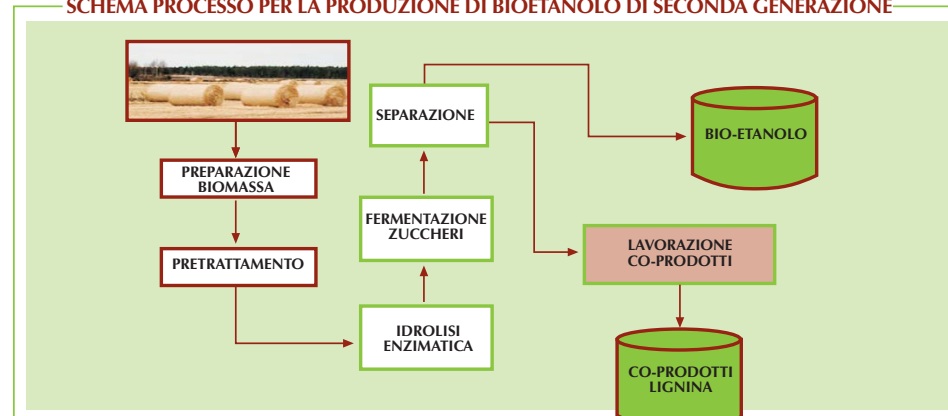 SCHEMA PROCESSO PER LA PRODUZIONE DI BIOETANOLO DI SECONDA GENERAZIONE
PREPARAZIONE
BIOMASSA
PRETRATTAMENTO
IDROLISI
ENZIMATICA
FERMENTAZIONE
ZUCCHERI
SEPARAZIONE
BIO-ETANOLO
LAVORAZIONE
CO-PRODOTTI
CO-PRODOTTI
LIGNINA